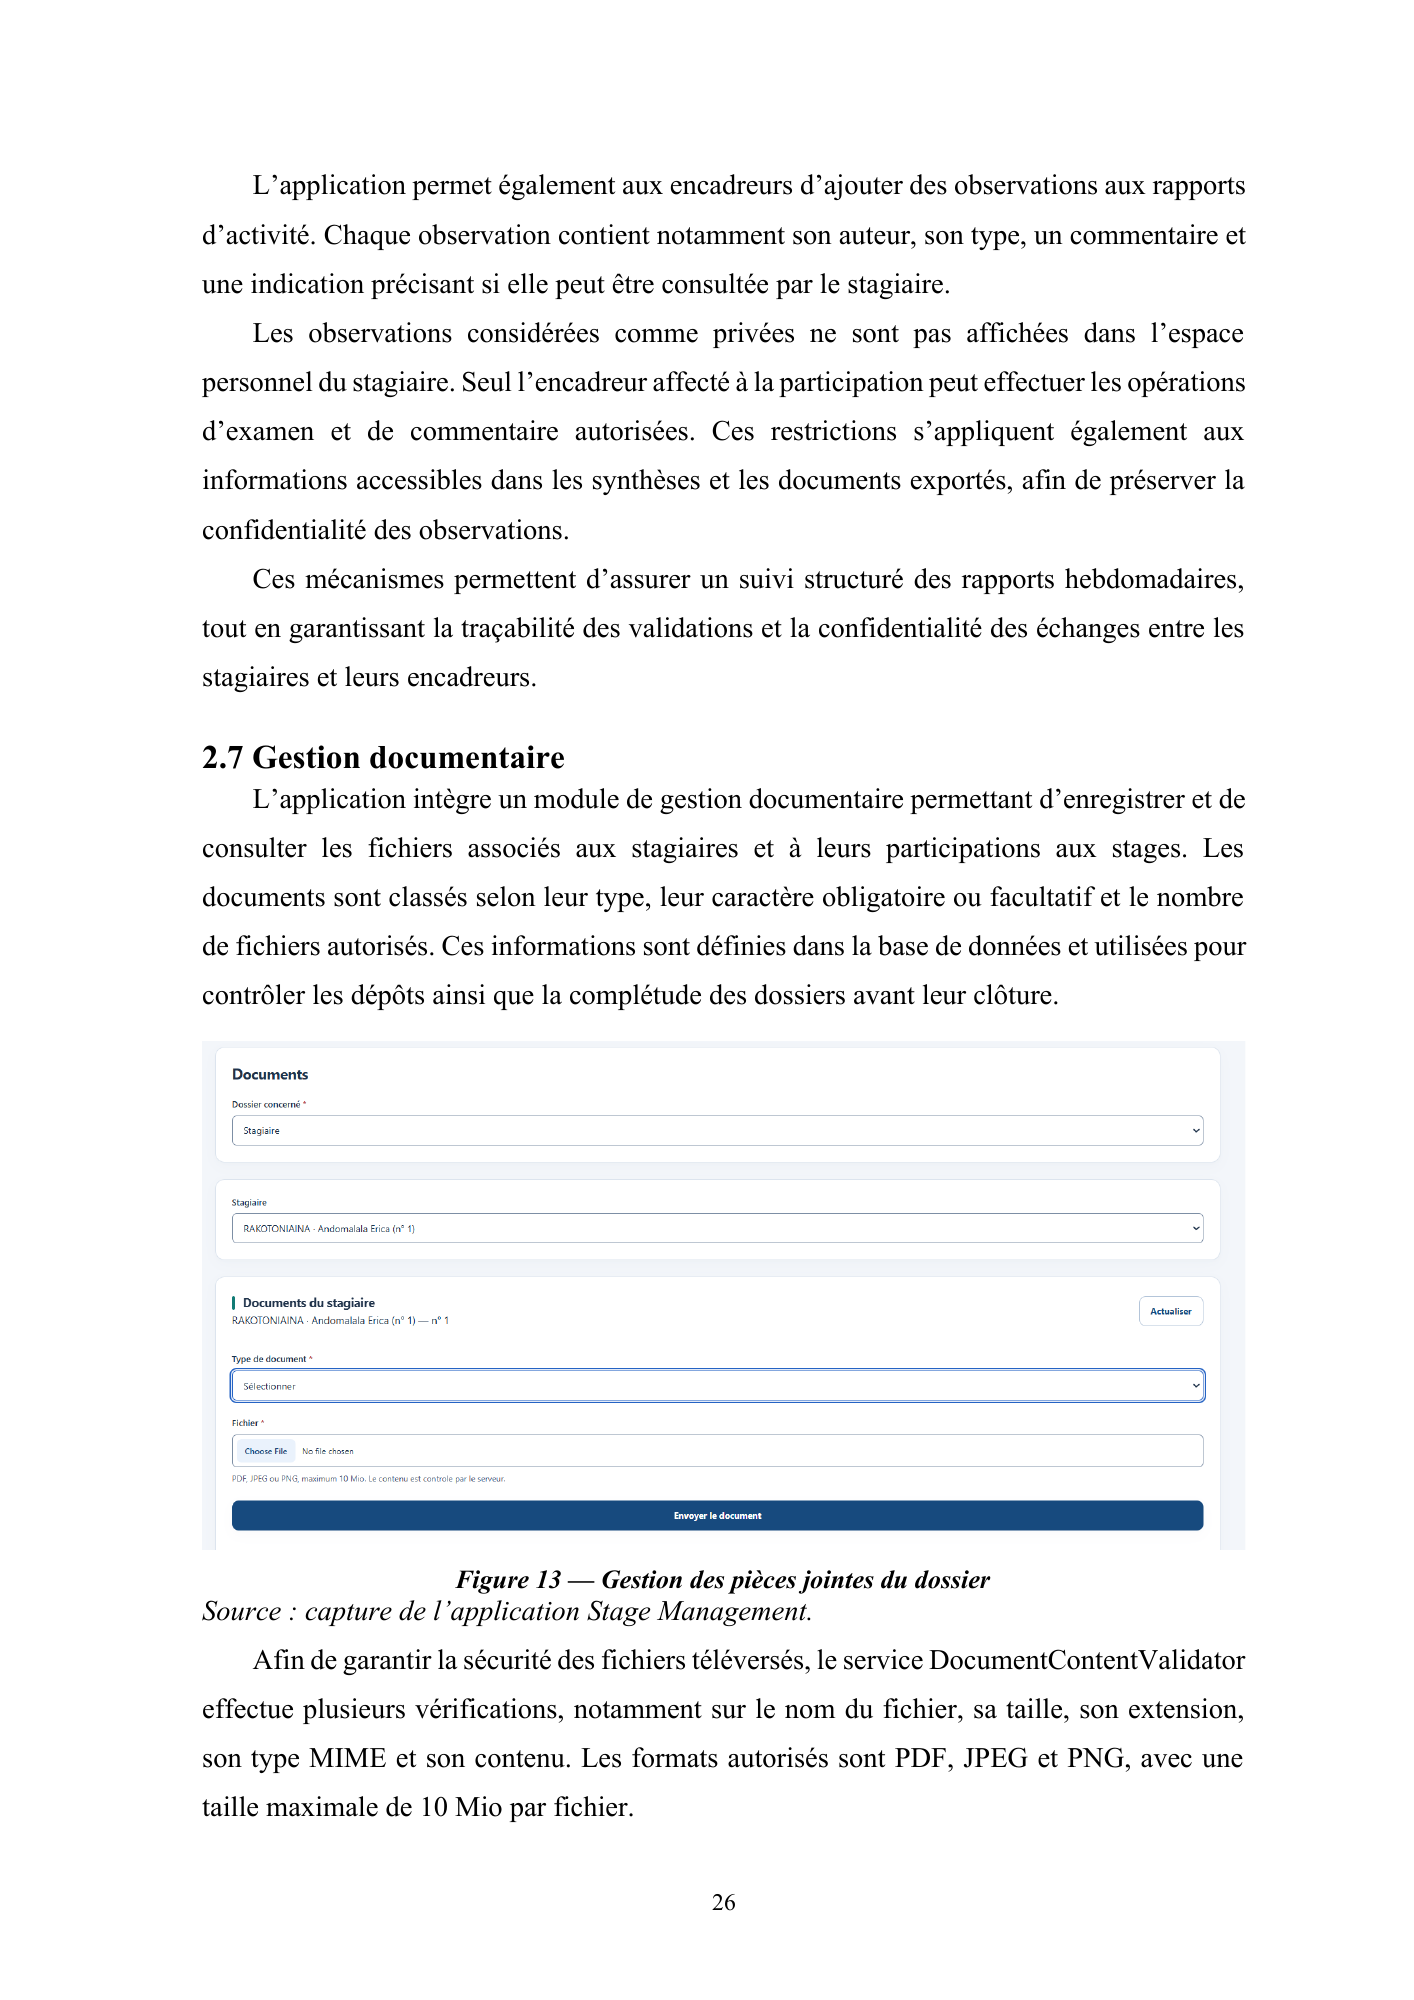 L’application permet également aux encadreurs d’ajouter des observations aux rapports
d’activité. Chaque observation contient notamment son auteur, son type, un commentaire et
une indication précisant si elle peut être consultée par le stagiaire.
Les observations considérées comme privées ne sont pas affichées dans l’espace
personnel du stagiaire. Seul l’encadreur affecté à la participation peut effectuer les opérations
d’examen et de commentaire autorisées. Ces restrictions s’appliquent également aux
informations accessibles dans les synthèses et les documents exportés, afin de préserver la
confidentialité des observations.
Ces mécanismes permettent d’assurer un suivi structuré des rapports hebdomadaires,
tout en garantissant la traçabilité des validations et la confidentialité des échanges entre les
stagiaires et leurs encadreurs.
2.7 Gestion documentaire
L’application intègre un module de gestion documentaire permettant d’enregistrer et de
consulter les fichiers associés aux stagiaires et à leurs participations aux stages. Les
documents sont classés selon leur type, leur caractère obligatoire ou facultatif et le nombre
de fichiers autorisés. Ces informations sont définies dans la base de données et utilisées pour
contrôler les dépôts ainsi que la complétude des dossiers avant leur clôture.
Documents
Dossier concerné *
Stagiaire
Stagiaire
RAKOTONIAINA · Andomalala Erica (n° 1)
Documents du stagiaire
RAKOTONIAINA · Andomalala Erica (n° 1) — n° 1
Actualiser
Type de document *
Sélectionner
Fichier *
Choose File No file chosen
PDF, JPEG ou PNG, maximum 10 Mio. Le contenu est controle par le serveur.
Envoyer le document
Figure 13 — Gestion des pièces jointes du dossier
Source : capture de l’application Stage Management.
Afin de garantir la sécurité des fichiers téléversés, le service DocumentContentValidator
effectue plusieurs vérifications, notamment sur le nom du fichier, sa taille, son extension,
son type MIME et son contenu. Les formats autorisés sont PDF, JPEG et PNG, avec une
taille maximale de 10 Mio par fichier.
26